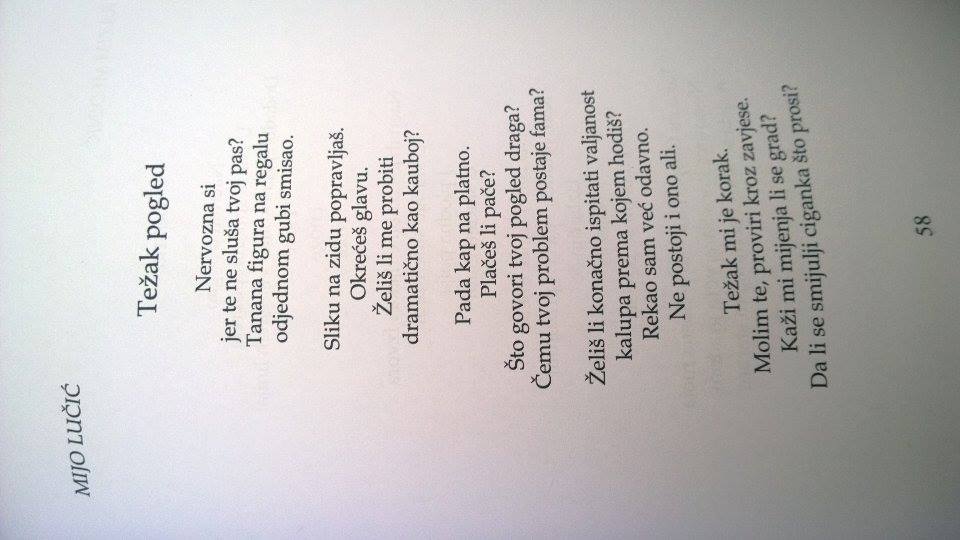 MIJO LUČIĆ
Težak pogled
Nervozna si
jer te ne sluša tvoj pas?
Tanana figura na regalu
odjednom gubi smisao.
Sliku na zidu popravljaš.
Okrećeš glavu.
Želiš li me probiti
dramatično kao kauboj?
Pada kap na platno.
Plačeš li pače?
Što govori tvoj pogled draga?
Čemu tvoj problem postaje fama?
Želiš li konačno ispitati valjanost
kalupa prema kojem hodiš?
Rekao sam već odavno.
Ne postoji i ono ali.
Težak mi je korak.
Molim te, proviri kroz zavjese.
Kaži mi mijenja li se grad?
Da li se smijulji ciganka što prosi?
58